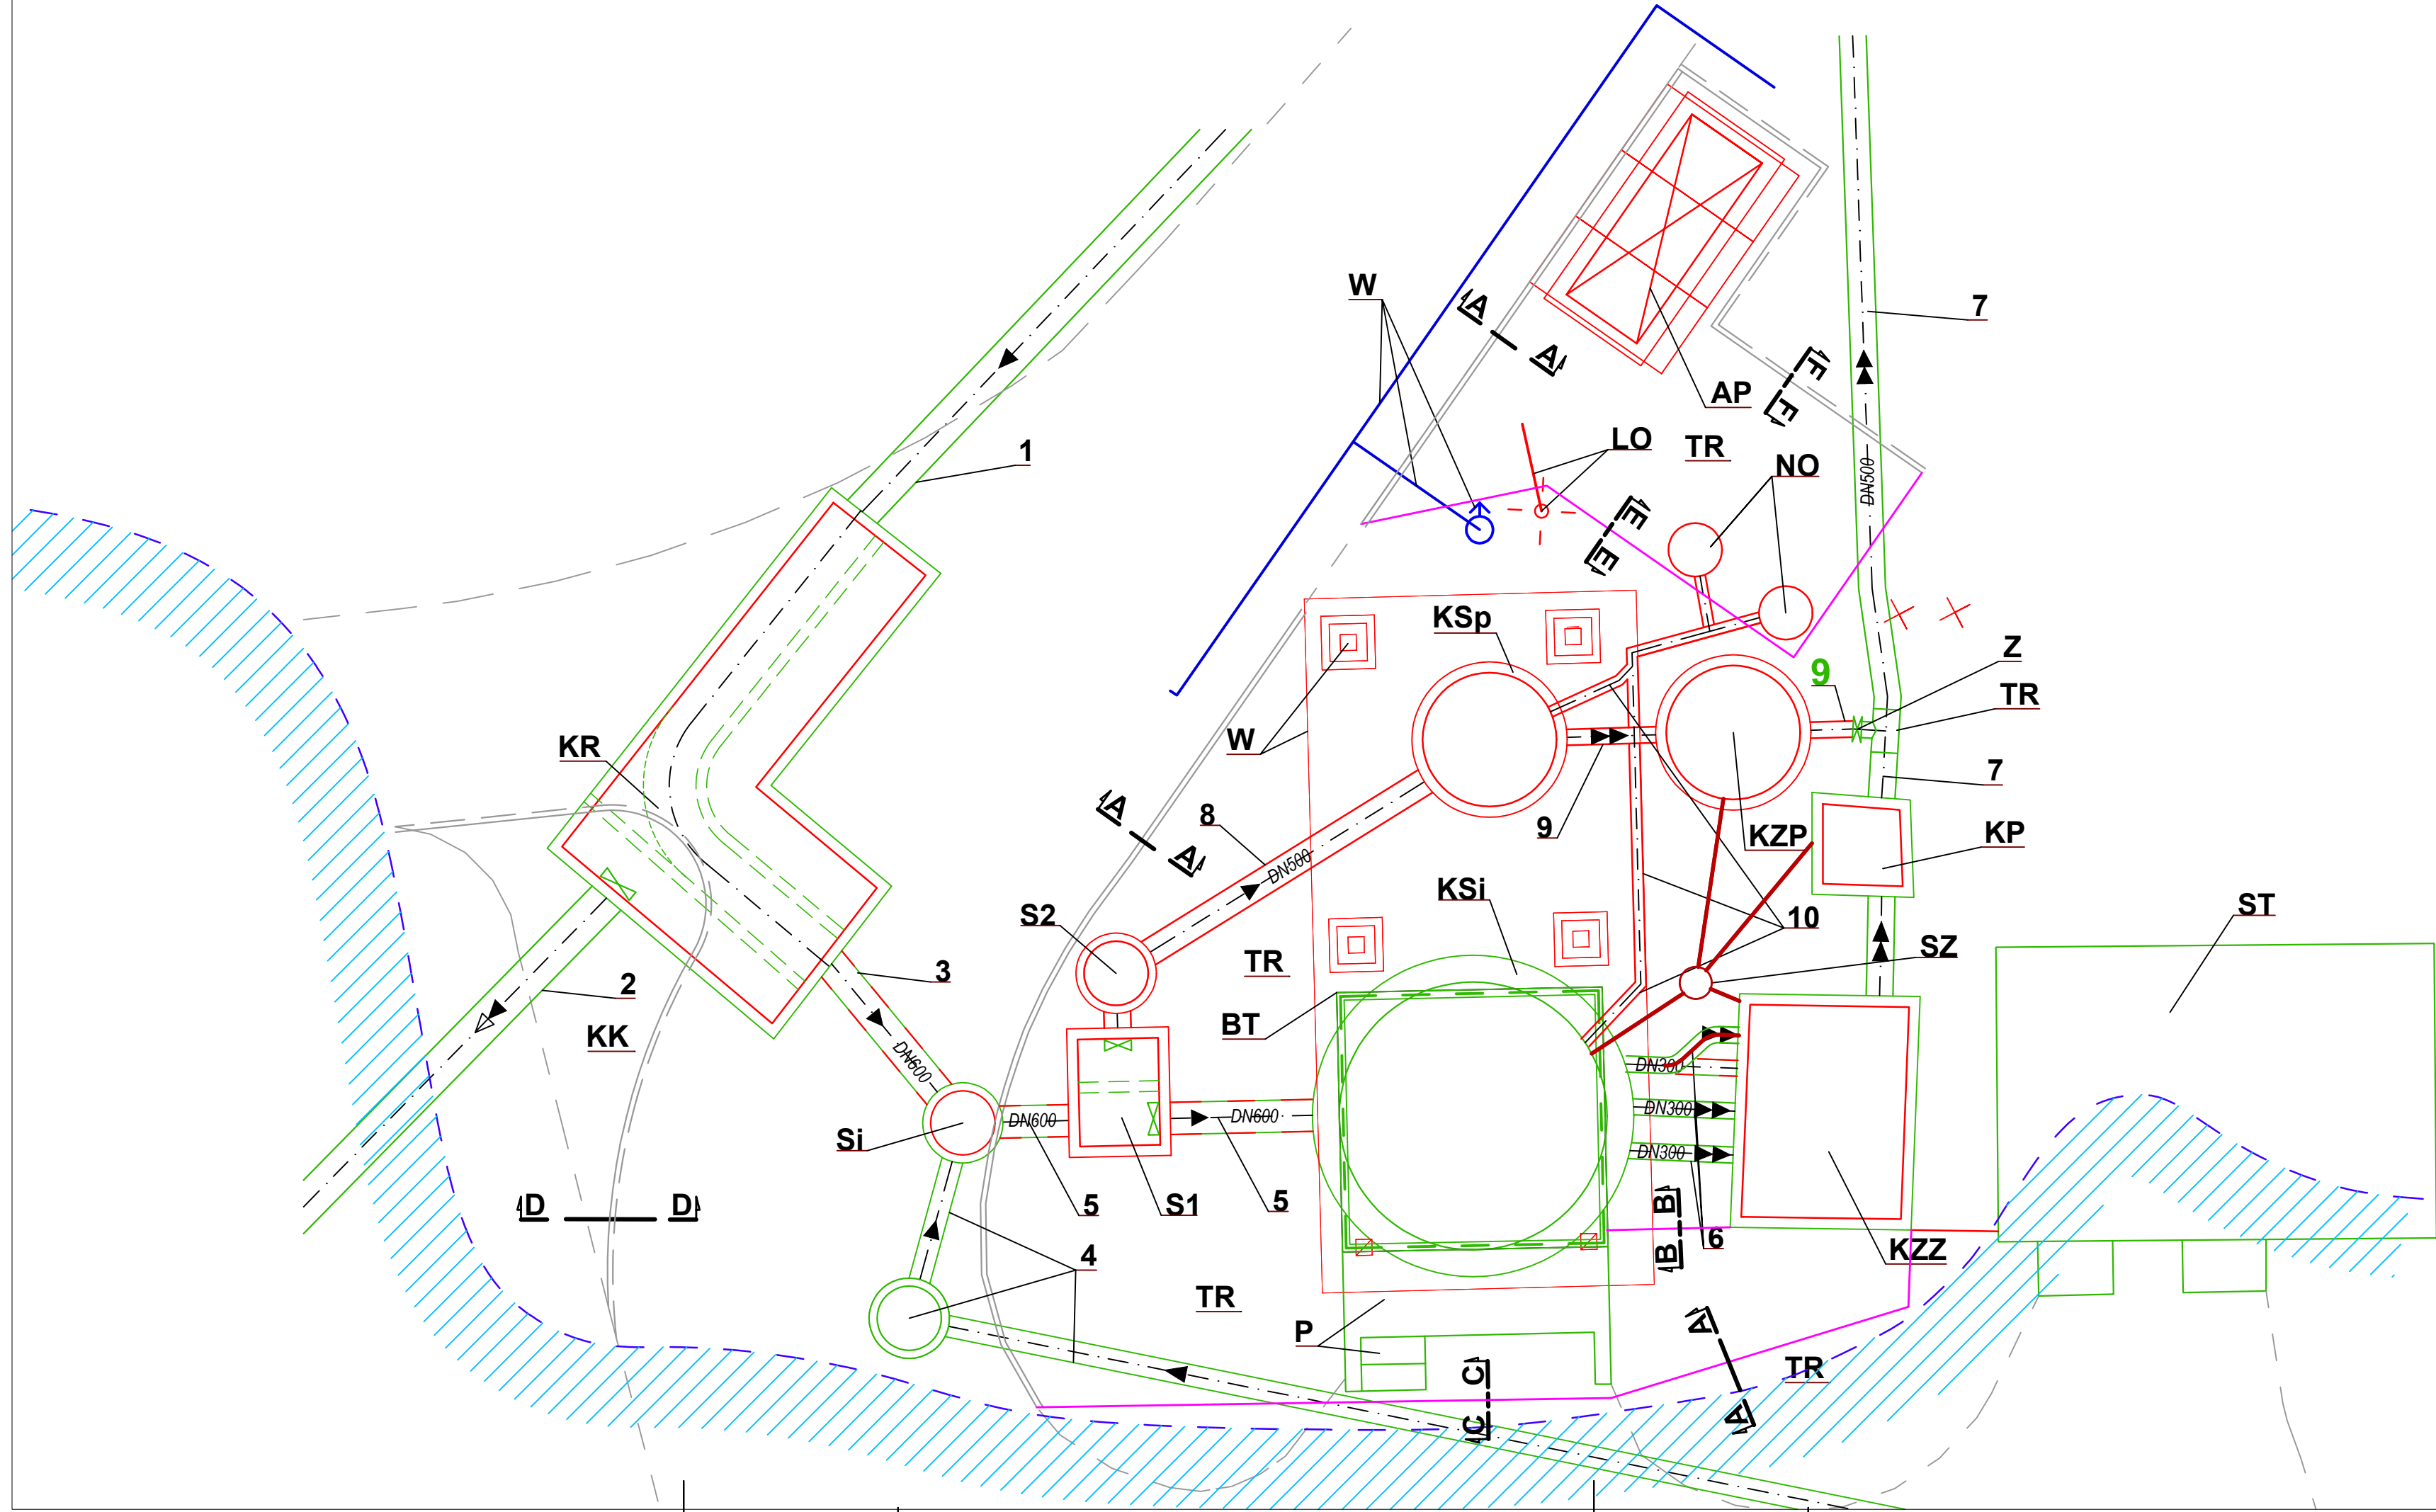 W
7
A
A
F
F
AP
1
LO
TR
NO
DN500
E
E
KSp
Z
9
TR
KR
W
7
A
A
8
9
KZP
KP
DN500
KSi
S2
10
ST
SZ
TR
3
2
BT
KK
DN600
DN300
DN600
DN600
DN300
Si
DN300
D
D
5
S1
5
B
B
6
KZZ
4
TR
P
A
C
TR
C
A